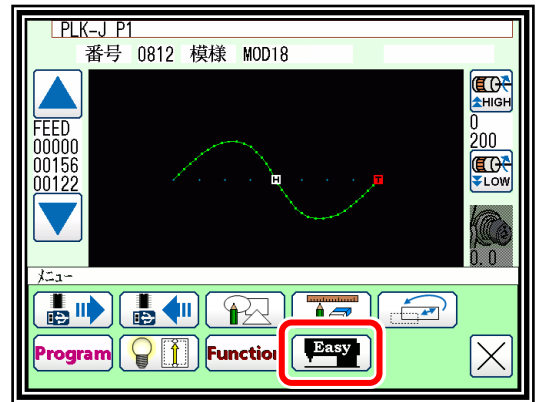 PLK-J P1
番号 0812 模様 MOD18
HIGH
FEED
00000
00156
00122
0
200
LOW
H
T
0.0
メニュー
Program
Function
Easy